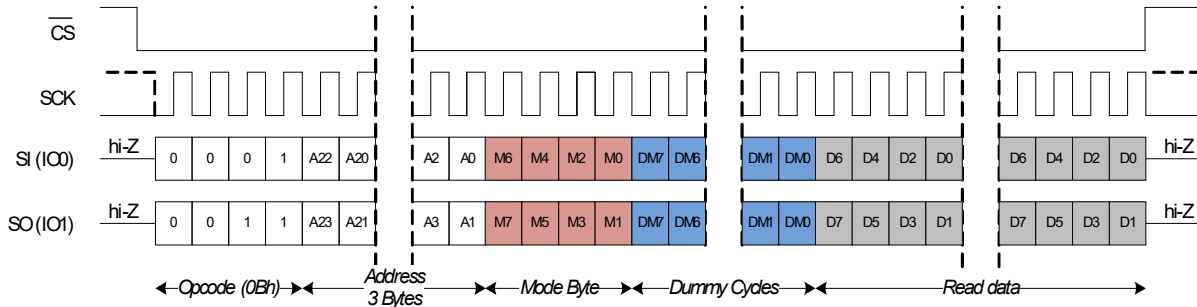 CS
SCK
SI (IO0) hi-Z 0 0 0 1 A22 A20 A2 A0 M6 M4 M2 M0 DM7 DM6 DM1 DM0 D6 D4 D2 D0 D6 D4 D2 D0 hi-Z
SO (IO1) hi-Z 0 0 1 1 A23 A21 A3 A1 M7 M5 M3 M1 DM7 DM6 DM1 DM0 D7 D5 D3 D1 D7 D5 D3 D1 hi-Z
Opcode (0Bh) Address 3 Bytes Mode Byte Dummy Cycles Read data